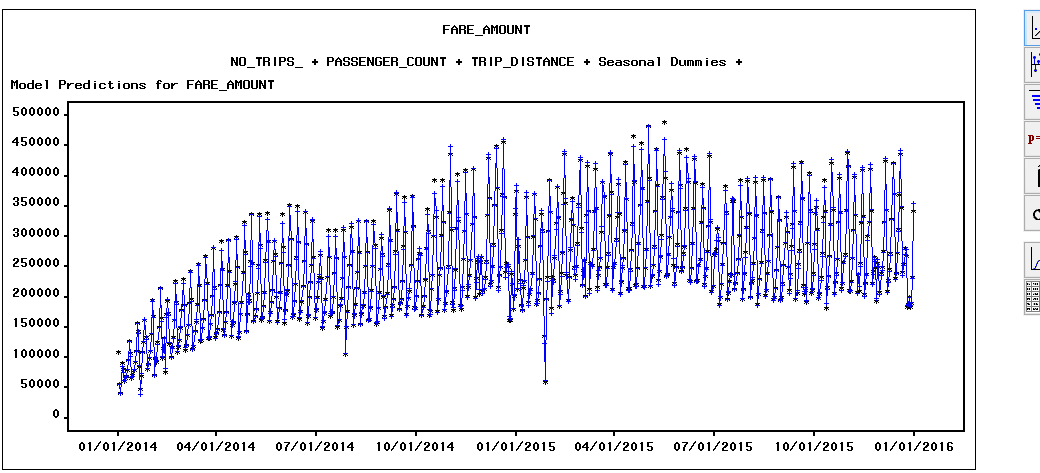 FARE_AMOUNT
NO_TRIPS_ + PASSENGER_COUNT + TRIP_DISTANCE + Seasonal Dummies +
Model Predictions for FARE_AMOUNT
500000
450000
400000
350000
300000
250000
200000
150000
100000
50000
0
01/01/2014 04/01/2014 07/01/2014 10/01/2014 01/01/2015 04/01/2015 07/01/2015 10/01/2015 01/01/2016
p=